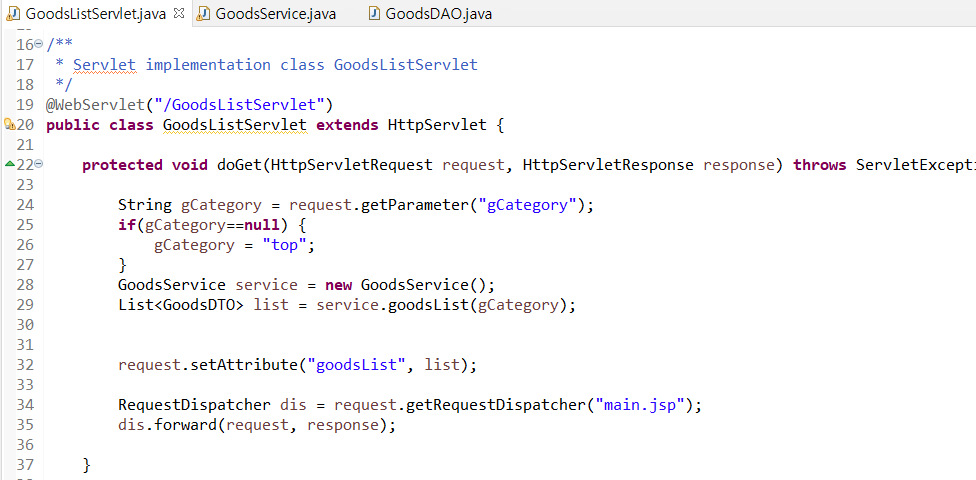 GoodsListServlet.java GoodsService.java GoodsDAO.java
16 /**
17  * Servlet implementation class GoodsListServlet
18  */
19 @WebServlet("/GoodsListServlet")
20 public class GoodsListServlet extends HttpServlet {
21
22     protected void doGet(HttpServletRequest request, HttpServletResponse response) throws ServletExcepti
23
24         String gCategory = request.getParameter("gCategory");
25         if(gCategory==null) {
26             gCategory = "top";
27         }
28         GoodsService service = new GoodsService();
29         List<GoodsDTO> list = service.goodsList(gCategory);
30
31
32         request.setAttribute("goodsList", list);
33
34         RequestDispatcher dis = request.getRequestDispatcher("main.jsp");
35         dis.forward(request, response);
36
37     }